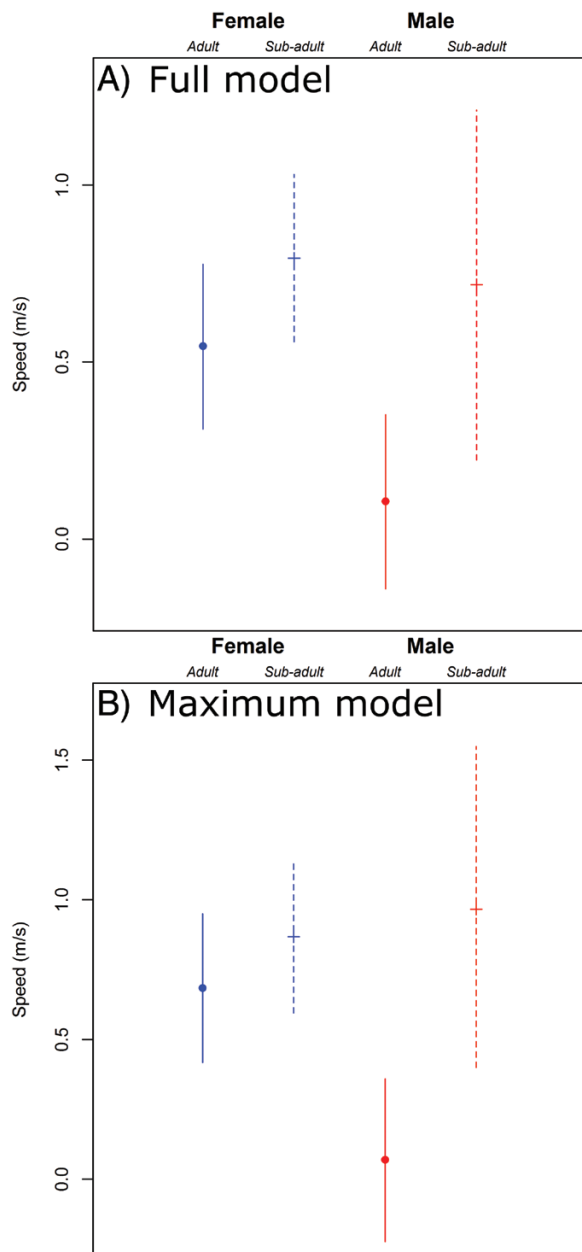 Female Male
Adult Sub-adult Adult Sub-adult
A) Full model
1.0
0.5
0.0
Speed (m/s)
Female Male
Adult Sub-adult Adult Sub-adult
B) Maximum model
1.5
1.0
0.5
0.0
Speed (m/s)